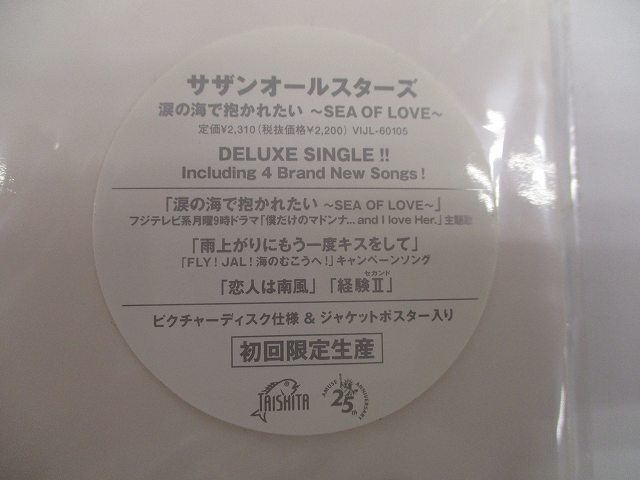 サザンオールスターズ
涙の海で抱かれたい ～SEA OF LOVE～
定価¥2,310(税抜価格¥2,200) VIJL-60105
DELUXE SINGLE !!
Including 4 Brand New Songs !
「涙の海で抱かれたい ～SEA OF LOVE～」
フジテレビ系月曜9時ドラマ「僕だけのマドンナ...and I love Her.」主題歌
「雨上がりにもう一度キスをして」
「FLY! JAL! 海のむこうへ!」キャンペーンソング
セカンド
「恋人は南風」「経験Ⅱ」
ピクチャーディスク仕様 & ジャケットポスター入り
初回限定生産
TAISHITA
AMUSE 25th ANNIVERSARY